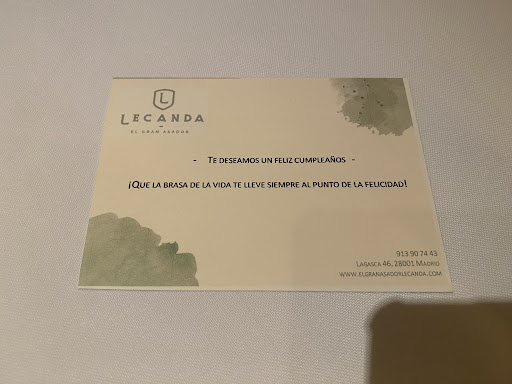 L
LECANDA
EL GRAN ASADOR
- TE DESEAMOS UN FELIZ CUMPLEAÑOS -
¡QUE LA BRASA DE LA VIDA TE LLEVE SIEMPRE AL PUNTO DE LA FELICIDAD!
913 90 74 43
LAGASCA 46, 28001 MADRID
WWW.ELGRANASADORLECANDA.COM